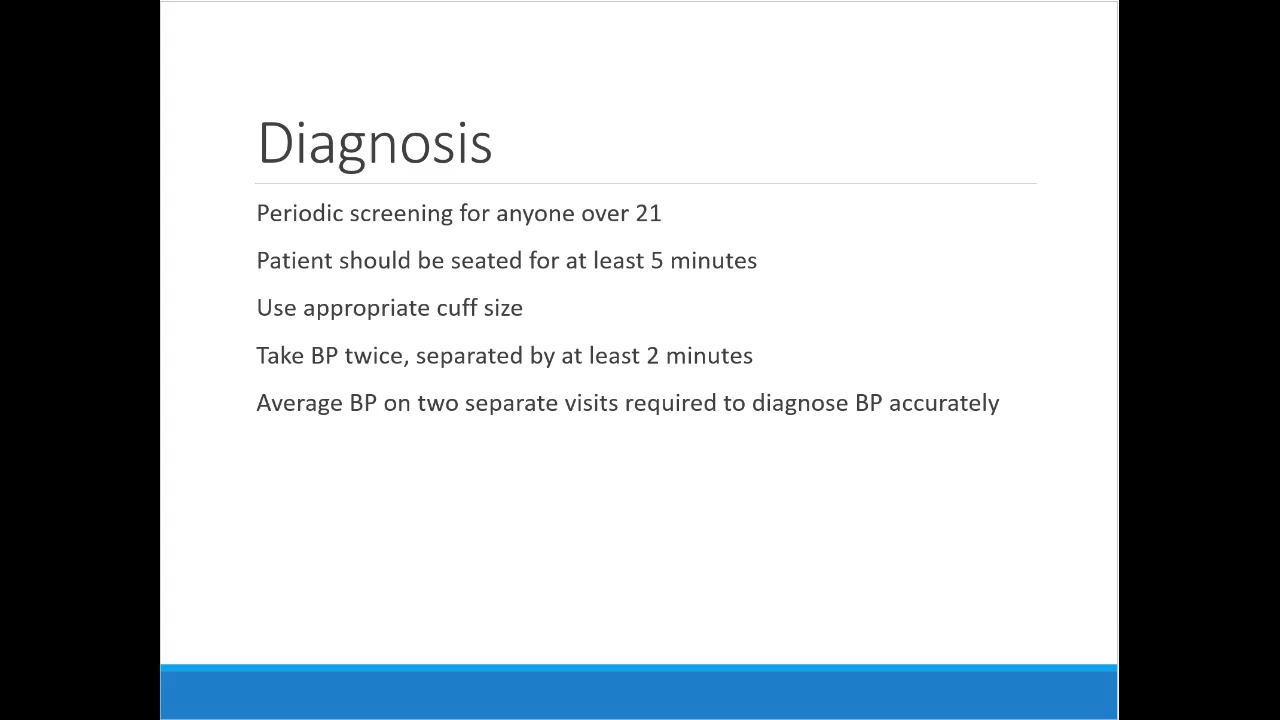 Diagnosis
Periodic screening for anyone over 21
Patient should be seated for at least 5 minutes
Use appropriate cuff size
Take BP twice, separated by at least 2 minutes
Average BP on two separate visits required to diagnose BP accurately